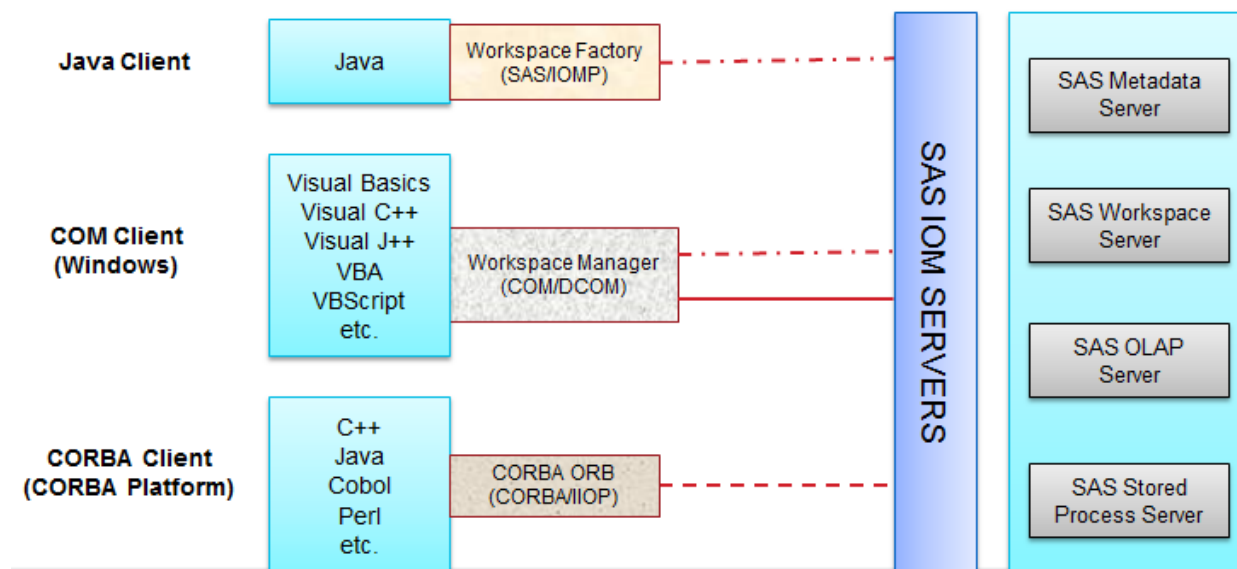 Java Client
Java
Workspace Factory
(SAS/IOMP)
COM Client
(Windows)
Visual Basics
Visual C++
Visual J++
VBA
VBScript
etc.
Workspace Manager
(COM/DCOM)
CORBA Client
(CORBA Platform)
C++
Java
Cobol
Perl
etc.
CORBA ORB
(CORBA/IIOP)
SAS IOM SERVERS
SAS Metadata
Server
SAS Workspace
Server
SAS OLAP
Server
SAS Stored
Process Server